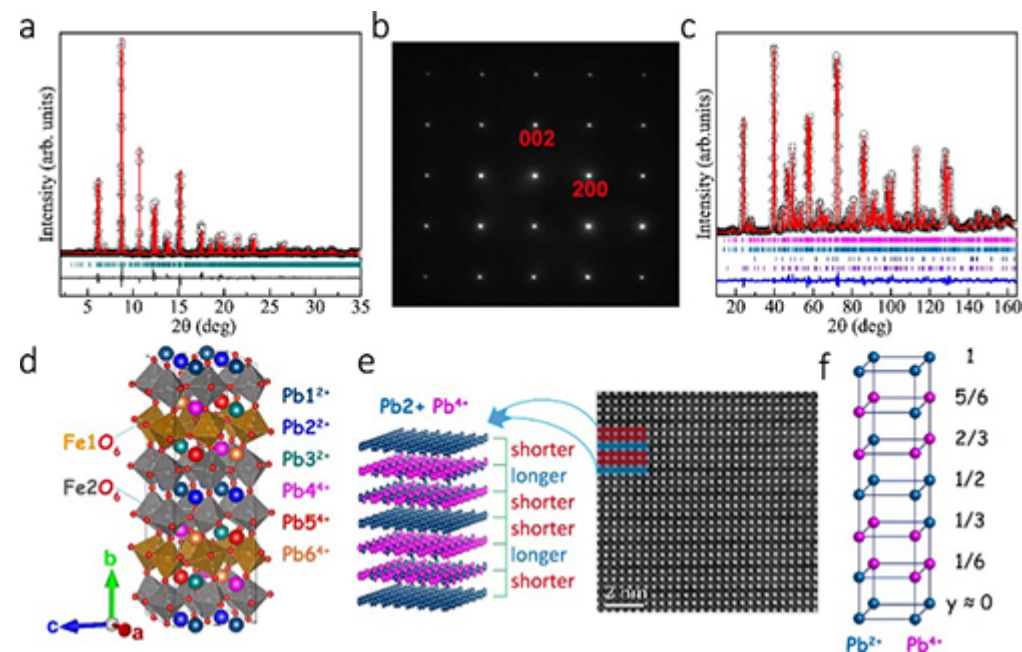 a
Intensity (arb. units)
5 10 15 20 25 30 35
2θ (deg)
b
002
200
c
Intensity (arb.units)
20 40 60 80 100 120 140 160
2θ (deg)
d
Fe1O6
Fe2O6
Pb1²⁺
Pb2²⁺
Pb3²⁺
Pb4⁴⁺
Pb5⁴⁺
Pb6⁴⁺
b
c
a
e
Pb2+ Pb⁴⁺
shorter
longer
shorter
shorter
longer
shorter
2 nm
f
1
5/6
2/3
1/2
1/3
1/6
y ≈ 0
Pb²⁺ Pb⁴⁺